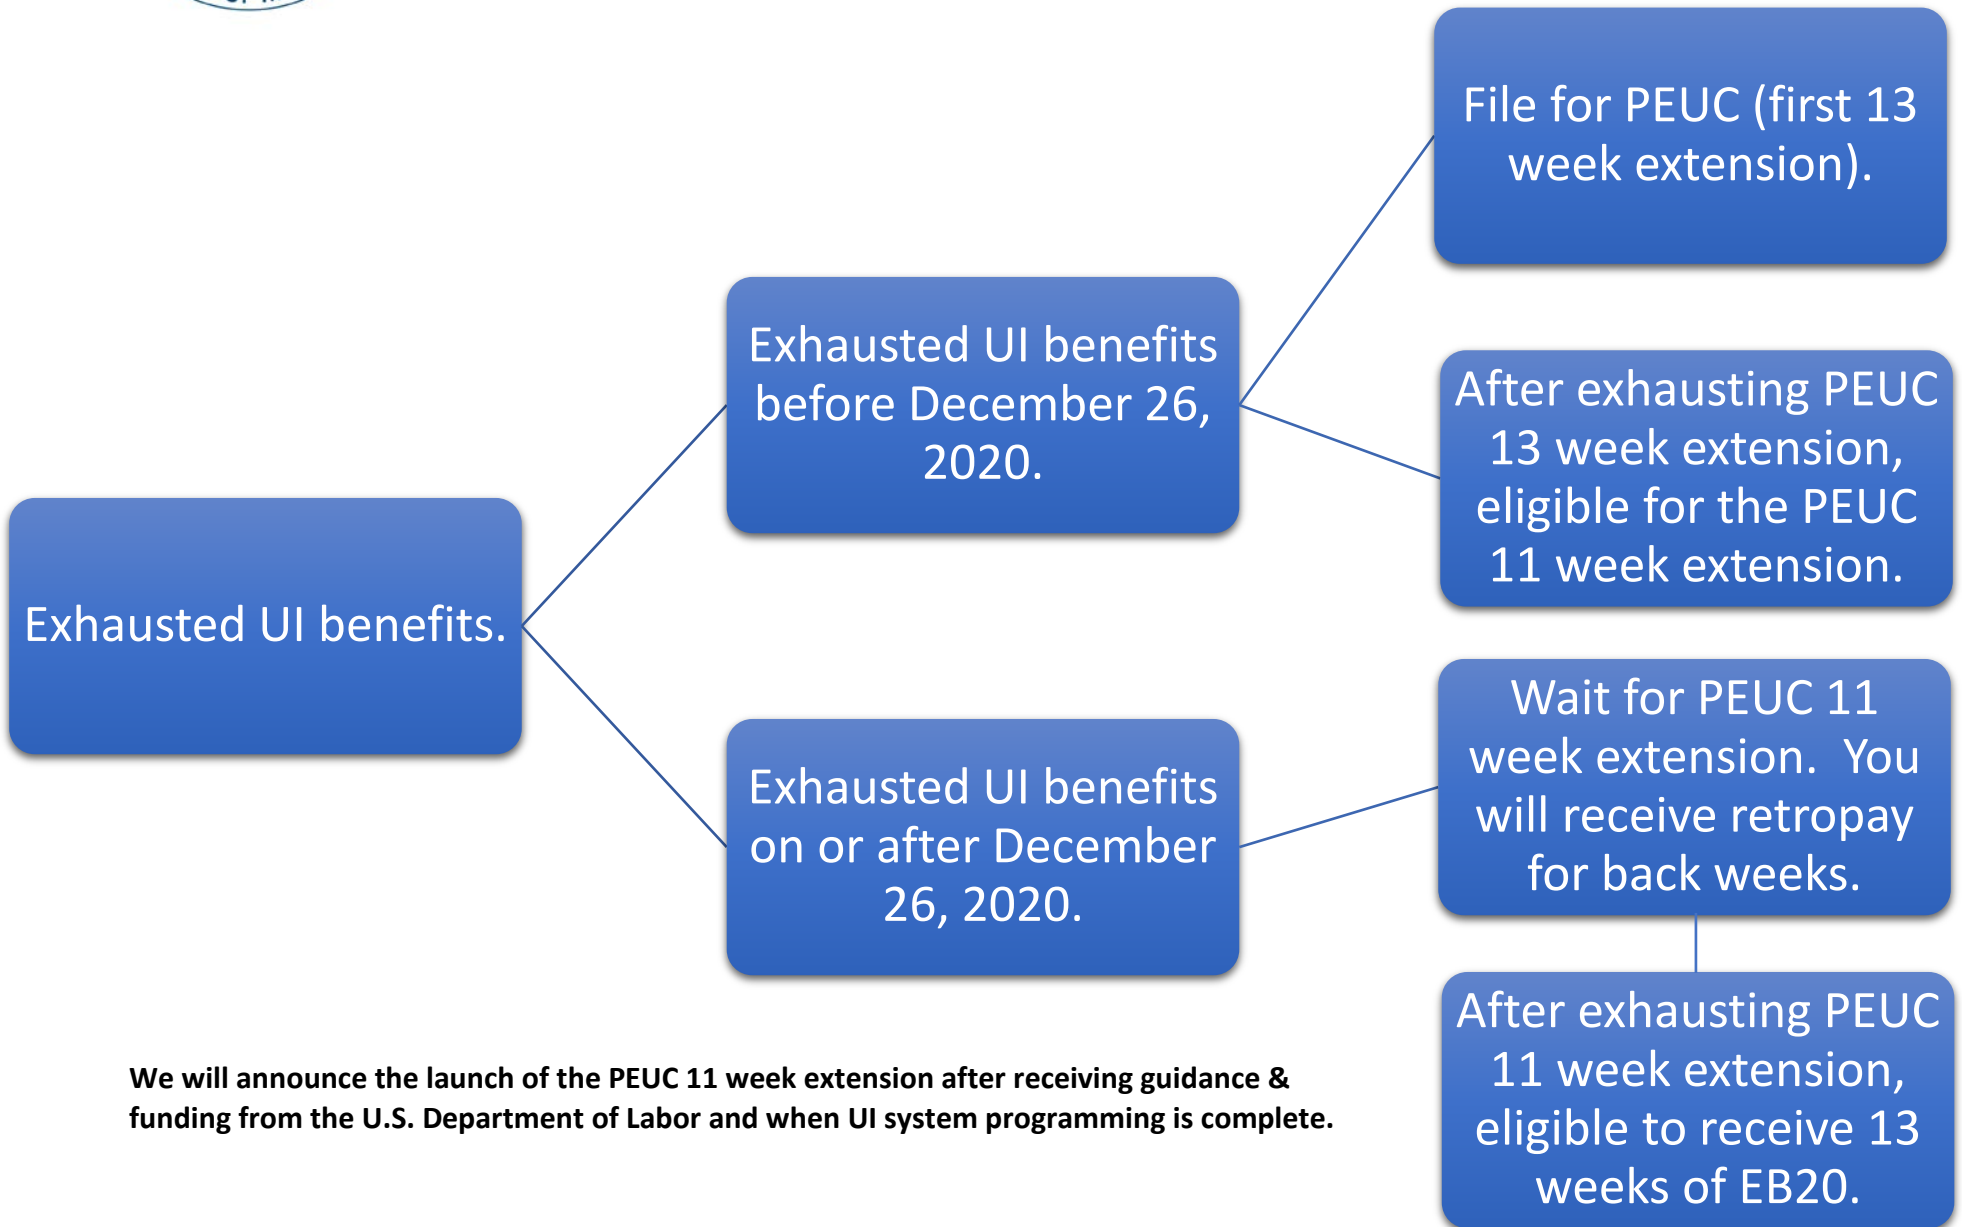 File for PEUC (first 13
week extension).
Exhausted UI benefits
before December 26,
2020.
After exhausting PEUC
13 week extension,
eligible for the PEUC
11 week extension.
Exhausted UI benefits.
Wait for PEUC 11
week extension.  You
will receive retropay
for back weeks.
Exhausted UI benefits
on or after December
26, 2020.
After exhausting PEUC
11 week extension,
eligible to receive 13
weeks of EB20.
We will announce the launch of the PEUC 11 week extension after receiving guidance &
funding from the U.S. Department of Labor and when UI system programming is complete.